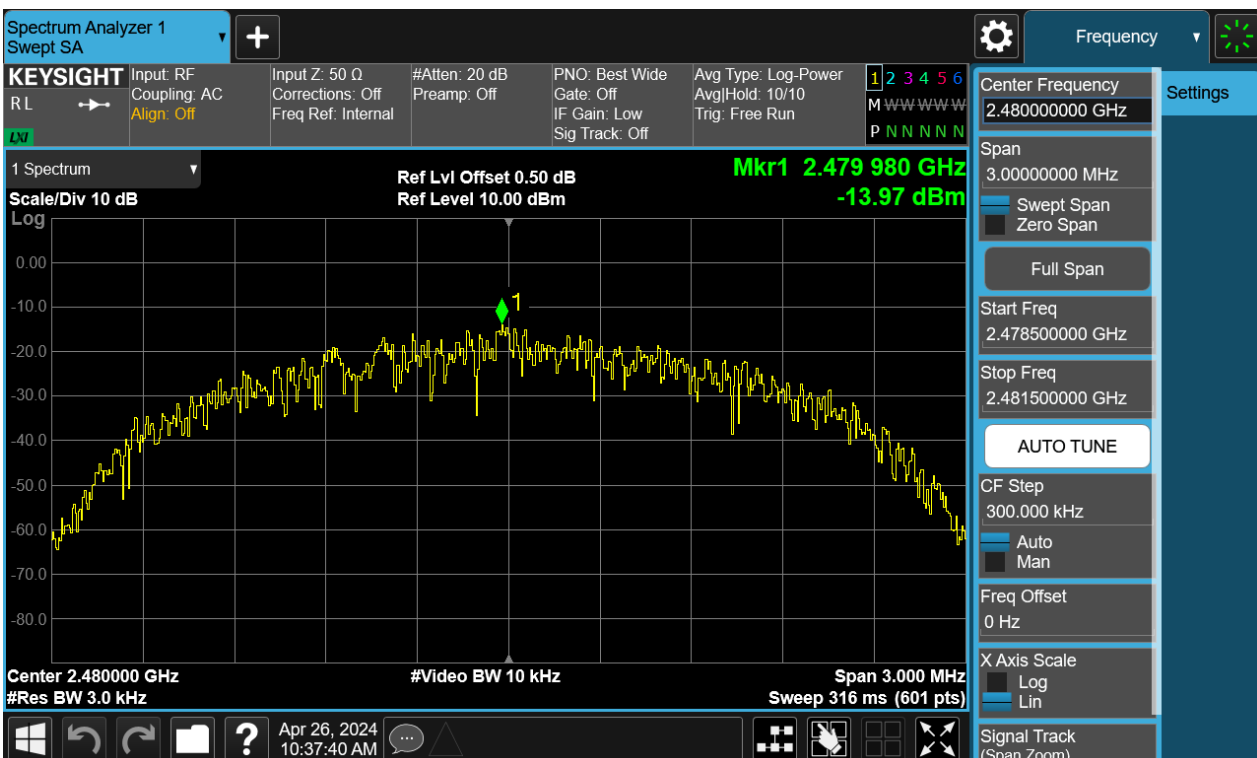 Spectrum Analyzer 1
Swept SA
+
Frequency
KEYSIGHT
R L
LXI
Input: RF
Coupling: AC
Align: Off
Input Z: 50 Ω
Corrections: Off
Freq Ref: Internal
#Atten: 20 dB
Preamp: Off
PNO: Best Wide
Gate: Off
IF Gain: Low
Sig Track: Off
Avg Type: Log-Power
Avg|Hold: 10/10
Trig: Free Run
1 2 3 4 5 6
M W W W W W
P N N N N N
1 Spectrum
Scale/Div 10 dB
Log
Ref Lvl Offset 0.50 dB
Ref Level 10.00 dBm
Mkr1 2.479 980 GHz
-13.97 dBm
1
0.00
-10.0
-20.0
-30.0
-40.0
-50.0
-60.0
-70.0
-80.0
Center 2.480000 GHz
#Res BW 3.0 kHz
#Video BW 10 kHz
Span 3.000 MHz
Sweep 316 ms (601 pts)
?
Apr 26, 2024
10:37:40 AM
Center Frequency
2.480000000 GHz
Settings
Span
3.00000000 MHz
Swept Span
Zero Span
Full Span
Start Freq
2.478500000 GHz
Stop Freq
2.481500000 GHz
AUTO TUNE
CF Step
300.000 kHz
Auto
Man
Freq Offset
0 Hz
X Axis Scale
Log
Lin
Signal Track
(Span Zoom)